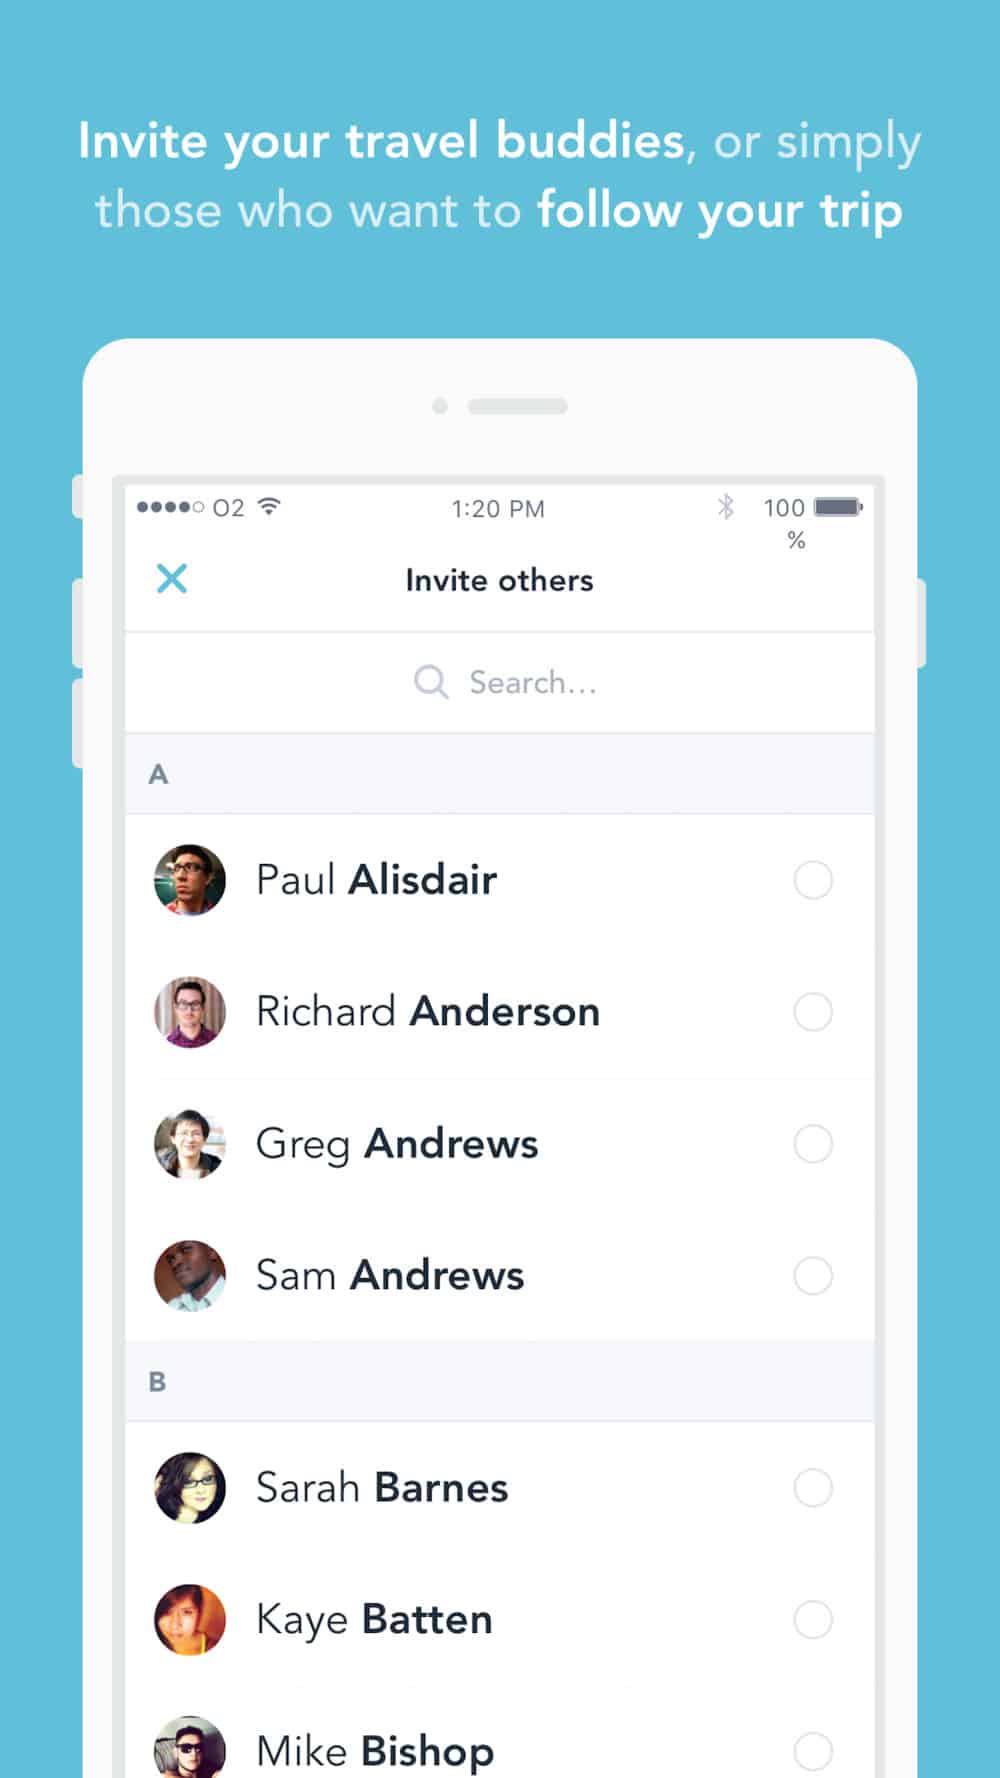 Invite your travel buddies, or simply
those who want to follow your trip
O2 1:20 PM 100
%
Invite others
Search...
A
Paul Alisdair
Richard Anderson
Greg Andrews
Sam Andrews
B
Sarah Barnes
Kaye Batten
Mike Bishop